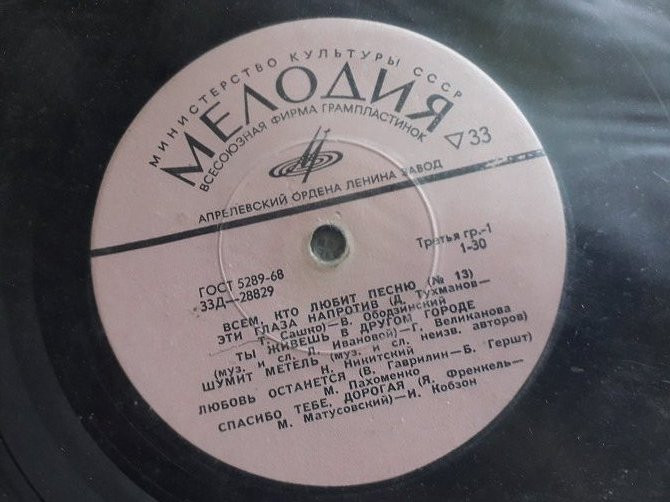 МИНИСТЕРСТВО КУЛЬТУРЫ СССР
МЕЛОДИЯ
ВСЕСОЮЗНАЯ ФИРМА ГРАМПЛАСТИНОК
▽33
АПРЕЛЕВСКИЙ ОРДЕНА ЛЕНИНА ЗАВОД
ГОСТ 5289-68
33Д—28829
Третья гр.-1
1-30
ВСЕМ, КТО ЛЮБИТ ПЕСНЮ (№ 13)
ЭТИ ГЛАЗА НАПРОТИВ (Д. Тухманов—
Т. Сашко)—В. Ободзинский
ТЫ ЖИВЕШЬ В ДРУГОМ ГОРОДЕ
(муз. и сл. Л. Ивановой)—Г. Великанова
ШУМИТ МЕТЕЛЬ (муз. и сл. неизв. авторов)
Н. Никитский
ЛЮБОВЬ ОСТАНЕТСЯ (В. Гаврилин—Б. Гершт)
М. Пахоменко
СПАСИБО ТЕБЕ, ДОРОГАЯ (Я. Френкель—
М. Матусовский)—И. Кобзон